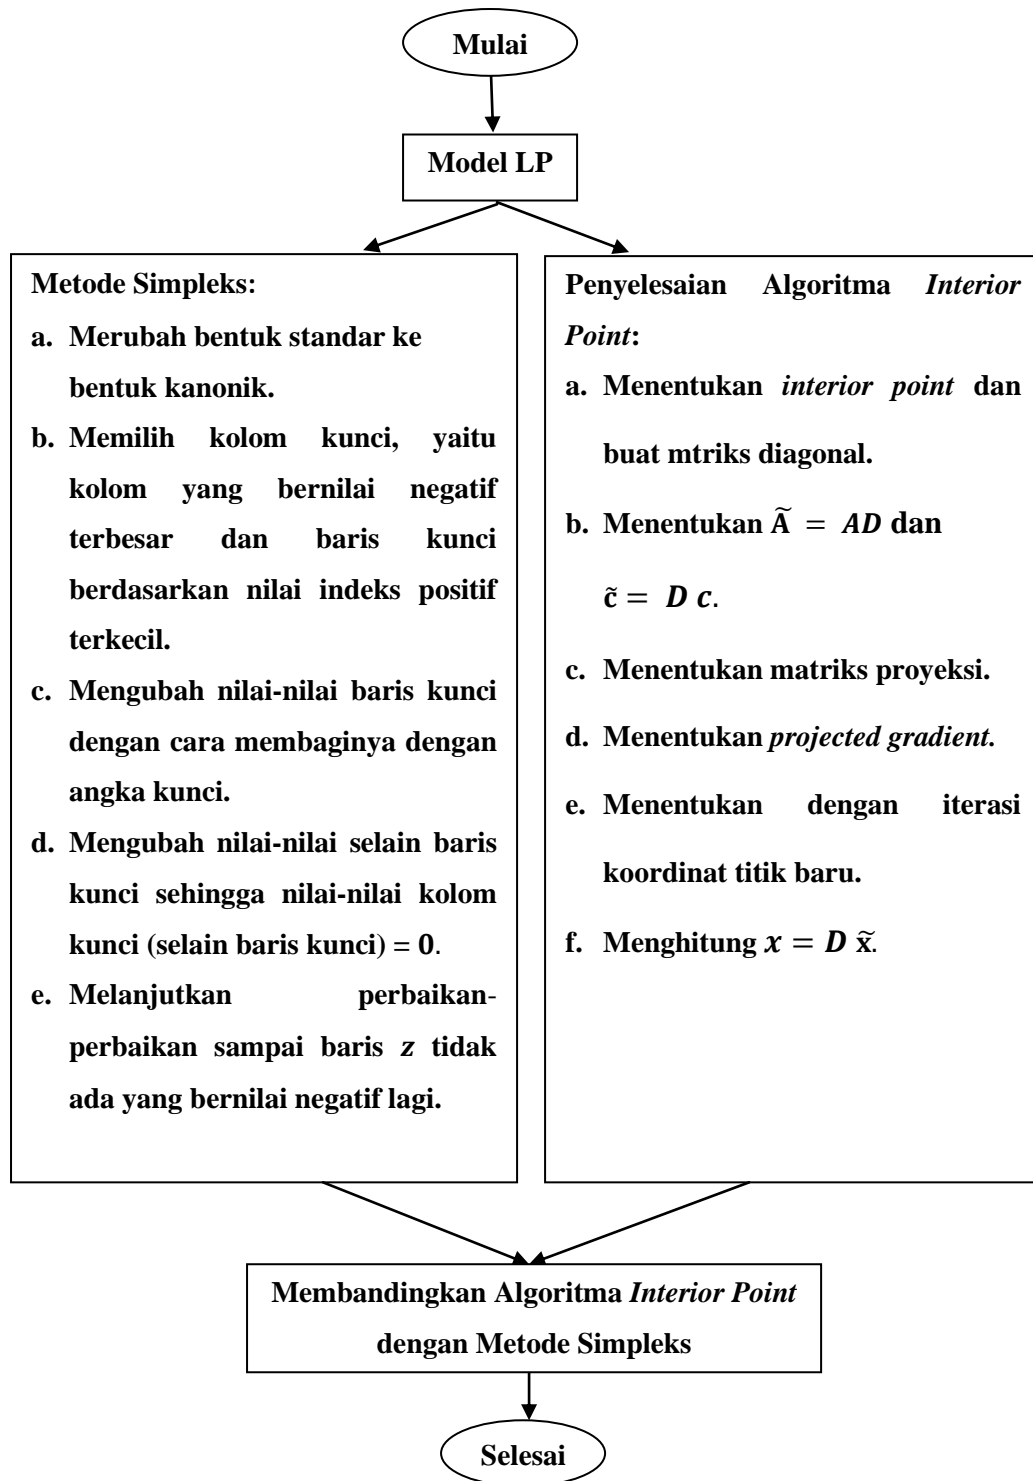 Mulai
Model LP
Metode Simpleks:
a. Merubah bentuk standar ke
bentuk kanonik.
b. Memilih kolom kunci, yaitu
kolom yang bernilai negatif
terbesar dan baris kunci
berdasarkan nilai indeks positif
terkecil.
c. Mengubah nilai-nilai baris kunci
dengan cara membaginya dengan
angka kunci.
d. Mengubah nilai-nilai selain baris
kunci sehingga nilai-nilai kolom
kunci (selain baris kunci) = 0.
e. Melanjutkan perbaikan-
perbaikan sampai baris z tidak
ada yang bernilai negatif lagi.
Penyelesaian Algoritma Interior
Point:
a. Menentukan interior point dan
buat mtriks diagonal.
b. Menentukan Ã = AD dan
c̃ = D c.
c. Menentukan matriks proyeksi.
d. Menentukan projected gradient.
e. Menentukan dengan iterasi
koordinat titik baru.
f. Menghitung x = D x̃.
Membandingkan Algoritma Interior Point
dengan Metode Simpleks
Selesai